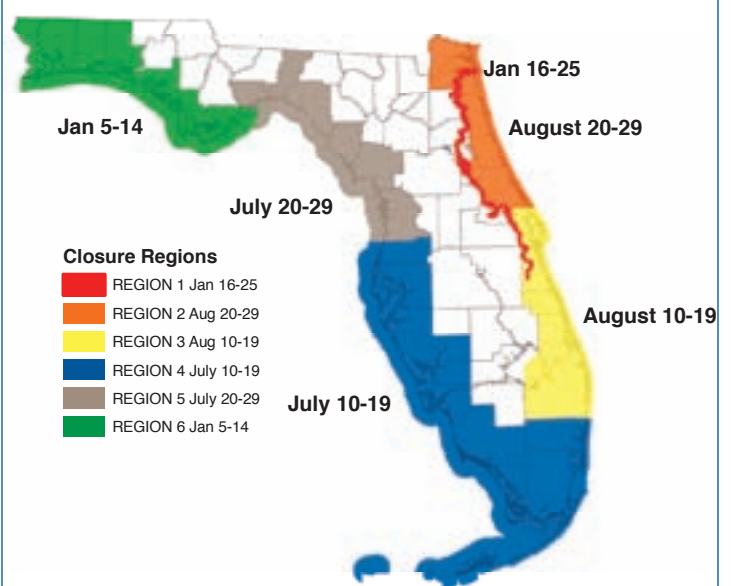 Jan 16-25
Jan 5-14
August 20-29
July 20-29
Closure Regions
REGION 1 Jan 16-25
REGION 2 Aug 20-29
REGION 3 Aug 10-19
REGION 4 July 10-19
REGION 5 July 20-29
REGION 6 Jan 5-14
August 10-19
July 10-19